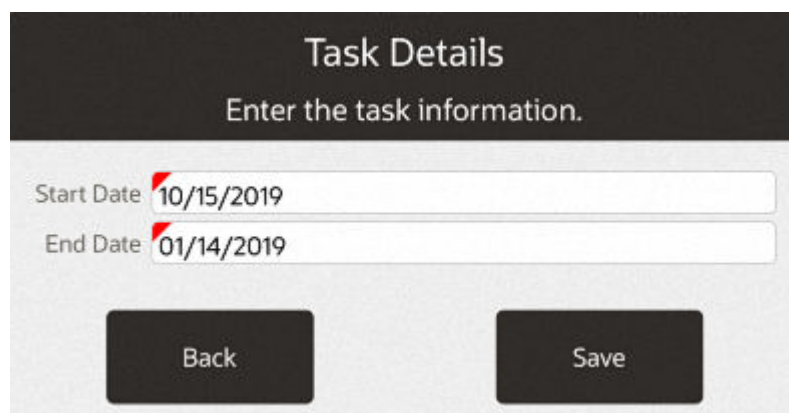 Task Details
Enter the task information.
Start Date 10/15/2019
End Date 01/14/2019
Back Save